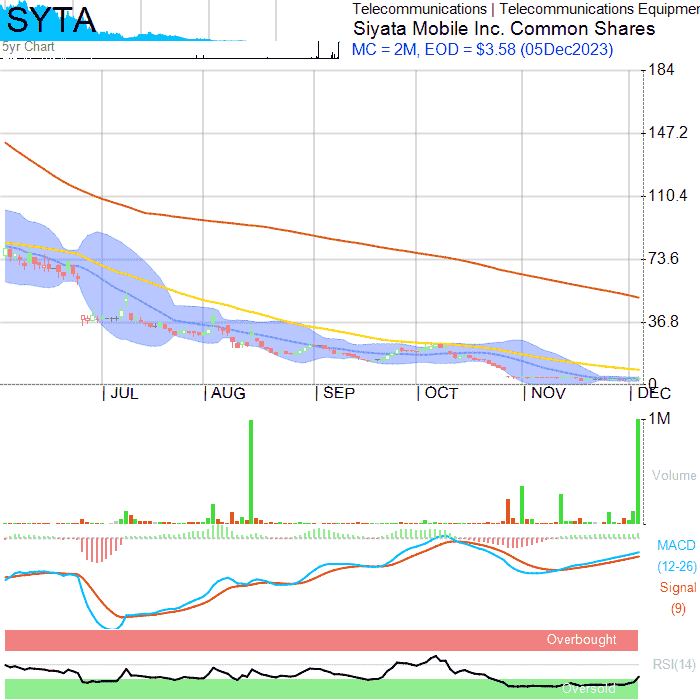 SYTA
5yr Chart
Telecommunications | Telecommunications Equipmen
Siyata Mobile Inc. Common Shares
MC = 2M, EOD = $3.58 (05Dec2023)
184
147.2
110.4
73.6
36.8
0
JUL AUG SEP OCT NOV DEC
1M
Volume
MACD
(12-26)
Signal
(9)
Overbought
RSI(14)
Oversold